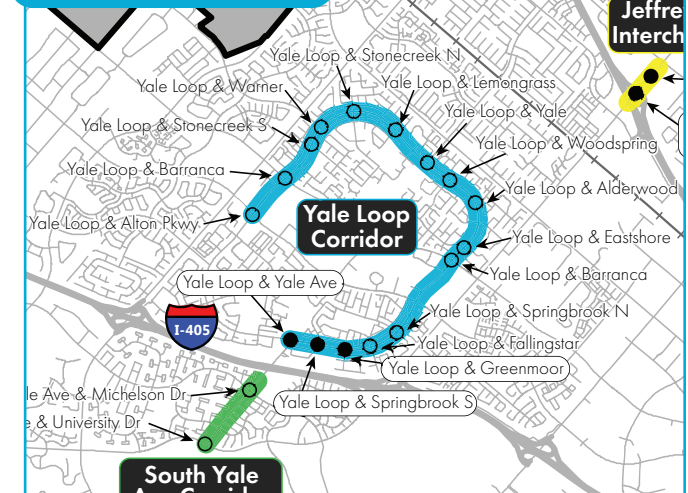 Jeffre
Interch
Yale Loop & Stonecreek N
Yale Loop & Warner
Yale Loop & Lemongrass
Yale Loop & Yale
Yale Loop & Stonecreek S
Yale Loop & Woodspring
Yale Loop & Barranca
Yale Loop & Alderwood
Yale Loop & Alton Pkwy
Yale Loop
Corridor
Yale Loop & Eastshore
Yale Loop & Barranca
Yale Loop & Yale Ave
Yale Loop & Springbrook N
I-405
Yale Loop & Fallingstar
Yale Loop & Greenmoor
le Ave & Michelson Dr
Yale Loop & Springbrook S
e & University Dr
South Yale
Ave Corridor